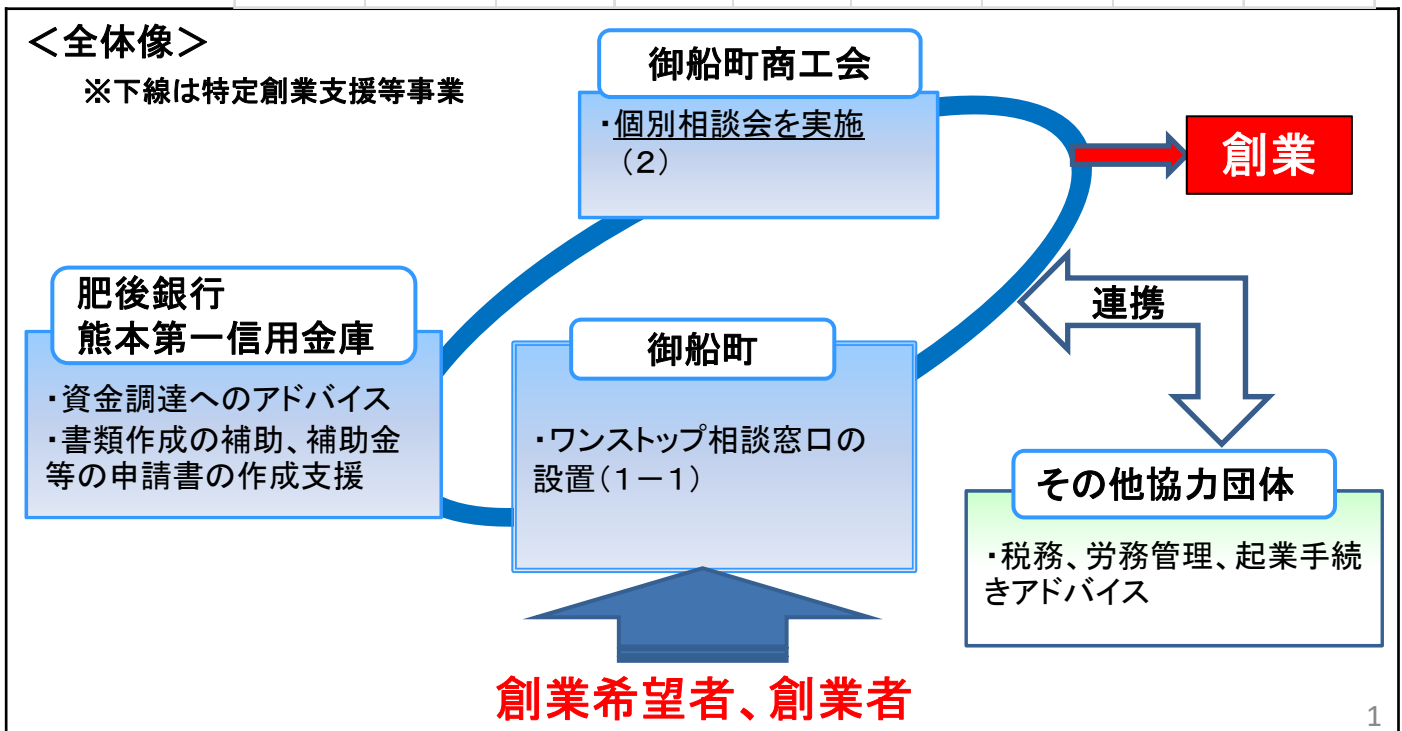 ＜全体像＞
※下線は特定創業支援等事業
御船町商工会
・個別相談会を実施
（２）
創業
肥後銀行
熊本第一信用金庫
・資金調達へのアドバイス
・書類作成の補助、補助金
等の申請書の作成支援
御船町
・ワンストップ相談窓口の
設置（１－１）
連携
その他協力団体
・税務、労務管理、起業手続
きアドバイス
創業希望者、創業者
1